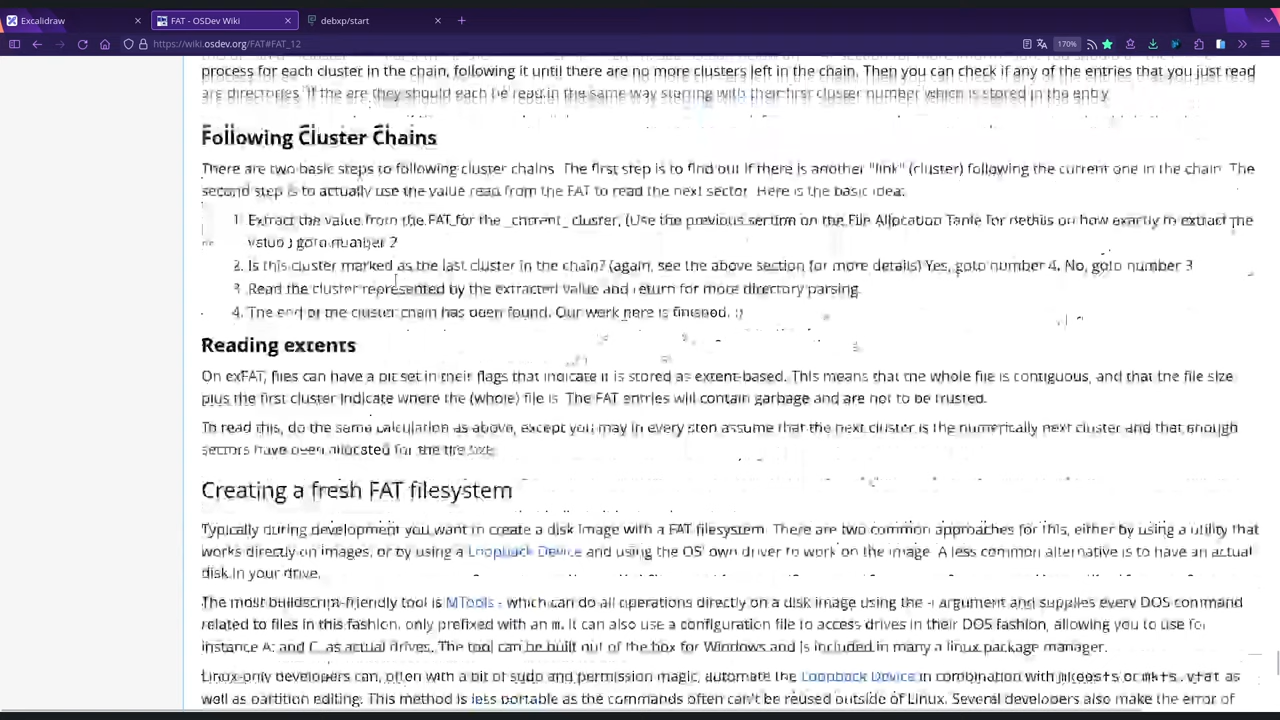 Excalidraw
FAT - OSDev Wiki
debxp/start
https://wiki.osdev.org/FAT#FAT_12
170%
process for each cluster in the chain, following it until there are no more clusters left in the chain. Then you can check if any of the entries that you just read
are directories. If the are they should each be read in the same way starting with their first cluster number which is stored in the entry.
Following Cluster Chains
There are two basic steps to following cluster chains. The first step is to find out if there is another "link" (cluster) following the current one in the chain. The
second step is to actually use the value read from the FAT to read the next sector. Here is the basic idea:
1. Extract the value from the FAT for the _current_ cluster. (Use the previous section on the File Allocation Table for details on how exactly to extract the
value.) goto number 2
2. Is this cluster marked as the last cluster in the chain? (again, see the above section for more details) Yes, goto number 4. No, goto number 3
3. Read the cluster represented by the extracted value and return for more directory parsing.
4. The end of the cluster chain has been found. Our work here is finished. :)
Reading extents
On exFAT, files can have a bit set in their flags that indicate it is stored as extent-based. This means that the whole file is contiguous, and that the file size
plus the first cluster indicate where the (whole) file is. The FAT entries will contain garbage and are not to be trusted.
To read this, do the same calculation as above, except you may in every step assume that the next cluster is the numerically next cluster and that enough
sectors have been allocated for the file
Creating a fresh FAT filesystem
Typically during development you want to create a disk image with a FAT filesystem. There are two common approaches for this, either by using a utility that
works directly on images, or by using a Loopback Device and using the OS' own driver to work on the image. A less common alternative is to have an actual
disk in your drive.
The most buildscript-friendly tool is MTools - which can do all operations directly on a disk image using the -i argument and supplies every DOS command
related to files in this fashion, only prefixed with an m. It can also use a configuration file to access drives in their DOS fashion, allowing you to use for
instance A: and C: as actual drives. The tool can be built out of the box for Windows and is included in many a linux package manager.
Linux-only developers can, often with a bit of sudo and permission magic, automate the Loopback Device in combination with mkdosfs or mkfs.vfat as
well as partition editing. This method is less portable as the commands often can't be reused outside of Linux. Several developers also make the error of